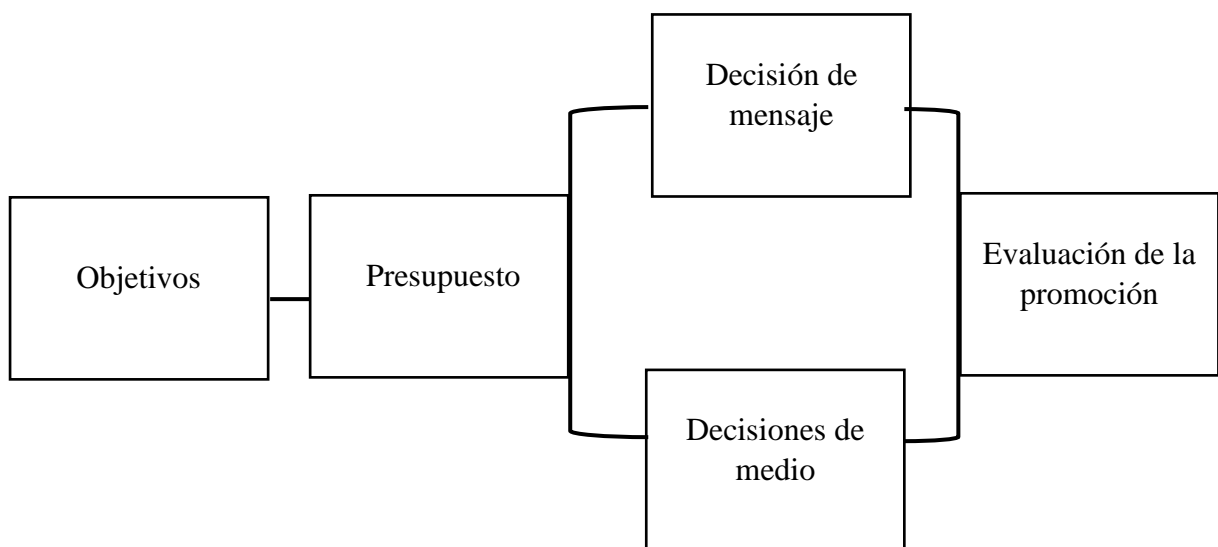 Objetivos
Presupuesto
Decisión de
mensaje
Decisiones de
medio
Evaluación de la
promoción